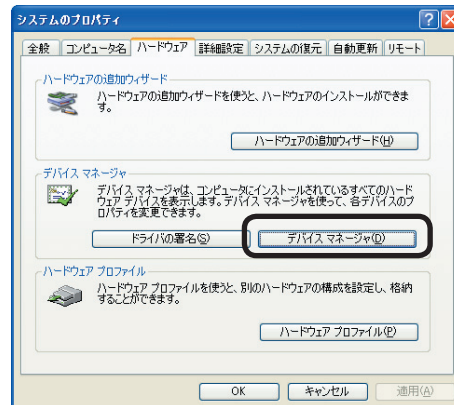 システムのプロパティ
全般 コンピュータ名 ハードウェア 詳細設定 システムの復元 自動更新 リモート
ハードウェアの追加ウィザード
ハードウェアの追加ウィザードを使うと、ハードウェアのインストールができま
す。
ハードウェアの追加ウィザード(H)
デバイス マネージャ
デバイス マネージャは、コンピュータにインストールされているすべてのハード
ウェア デバイスを表示します。デバイス マネージャを使って、各デバイスのプ
ロパティを変更できます。
ドライバの署名(S) デバイス マネージャ(D)
ハードウェア プロファイル
ハードウェア プロファイルを使うと、別のハードウェアの構成を設定し、格納
することができます。
ハードウェア プロファイル(P)
OK キャンセル 適用(A)